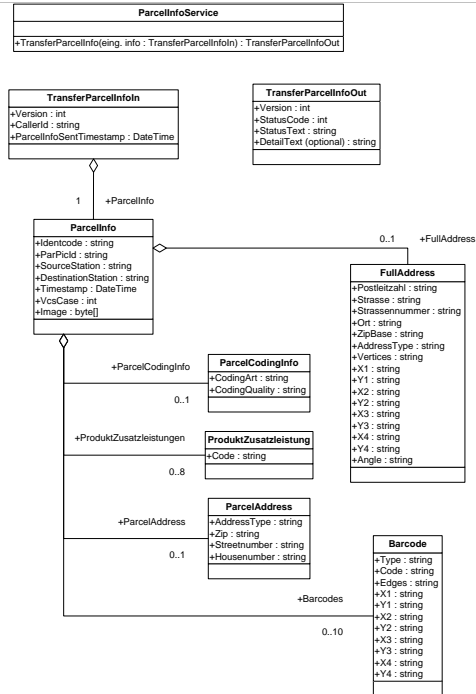 ParcelInfoService
+TransferParcelInfo(eing. info : TransferParcelInfoIn) : TransferParcelInfoOut
TransferParcelInfoIn
+Version : int
+CallerId : string
+ParcelInfoSentTimestamp : DateTime
TransferParcelInfoOut
+Version : int
+StatusCode : int
+StatusText : string
+DetailText (optional) : string
1 +ParcelInfo
ParcelInfo
+Identcode : string
+ParPicId : string
+SourceStation : string
+DestinationStation : string
+Timestamp : DateTime
+VcsCase : int
+Image : byte[]
0..1 +FullAddress
FullAddress
+Postleitzahl : string
+Strasse : string
+Strassennummer : string
+Ort : string
+ZipBase : string
+AddressType : string
+Vertices : string
+X1 : string
+Y1 : string
+X2 : string
+Y2 : string
+X3 : string
+Y3 : string
+X4 : string
+Y4 : string
+Angle : string
+ParcelCodingInfo
0..1
ParcelCodingInfo
+CodingArt : string
+CodingQuality : string
+ProduktZusatzleistungen
0..8
ProduktZusatzleistung
+Code : string
+ParcelAddress
0..1
ParcelAddress
+AddressType : string
+Zip : string
+Streetnumber : string
+Housenumber : string
+Barcodes
0..10
Barcode
+Type : string
+Code : string
+Edges : string
+X1 : string
+Y1 : string
+X2 : string
+Y2 : string
+X3 : string
+Y3 : string
+X4 : string
+Y4 : string